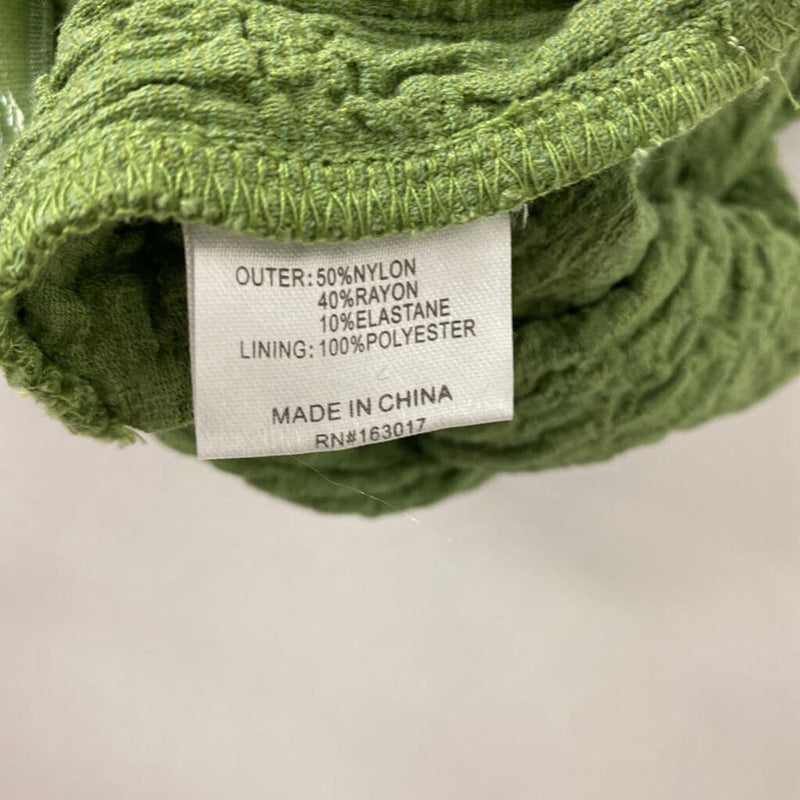 OUTER:50%NYLON
40%RAYON
10%ELASTANE
LINING:100%POLYESTER
MADE IN CHINA
RN#163017